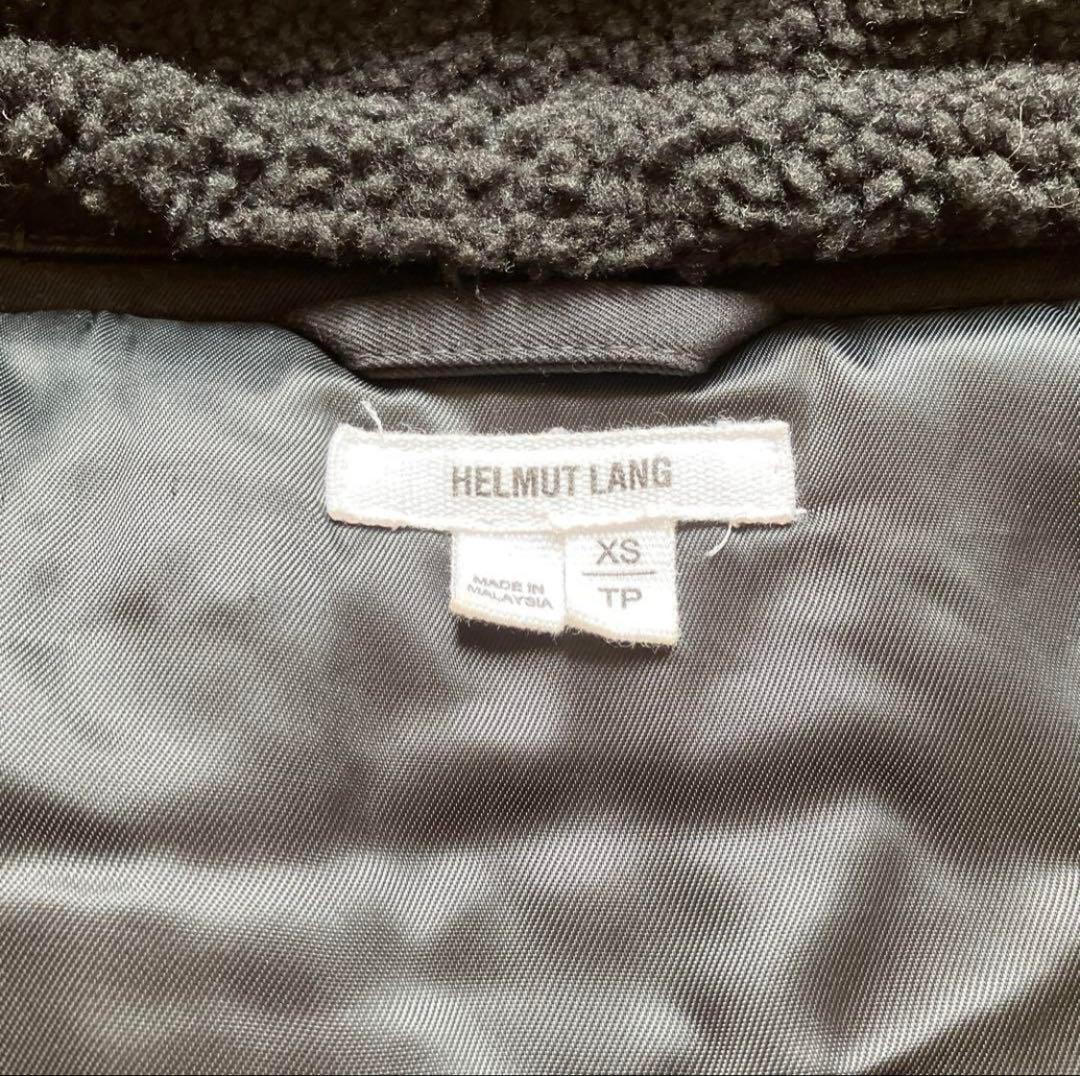 HELMUT LANG
MADE IN
MALAYSIA
XS
TP